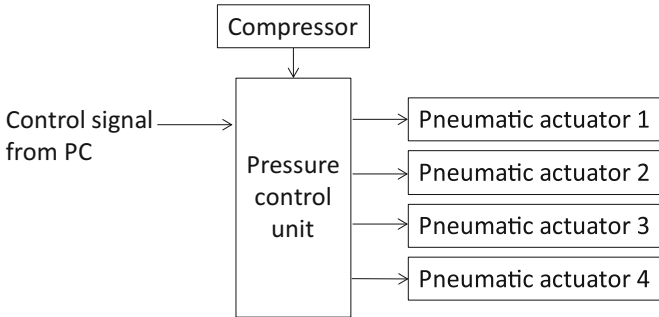 Compressor
Control signal
from PC
Pressure
control
unit
Pneumatic actuator 1
Pneumatic actuator 2
Pneumatic actuator 3
Pneumatic actuator 4